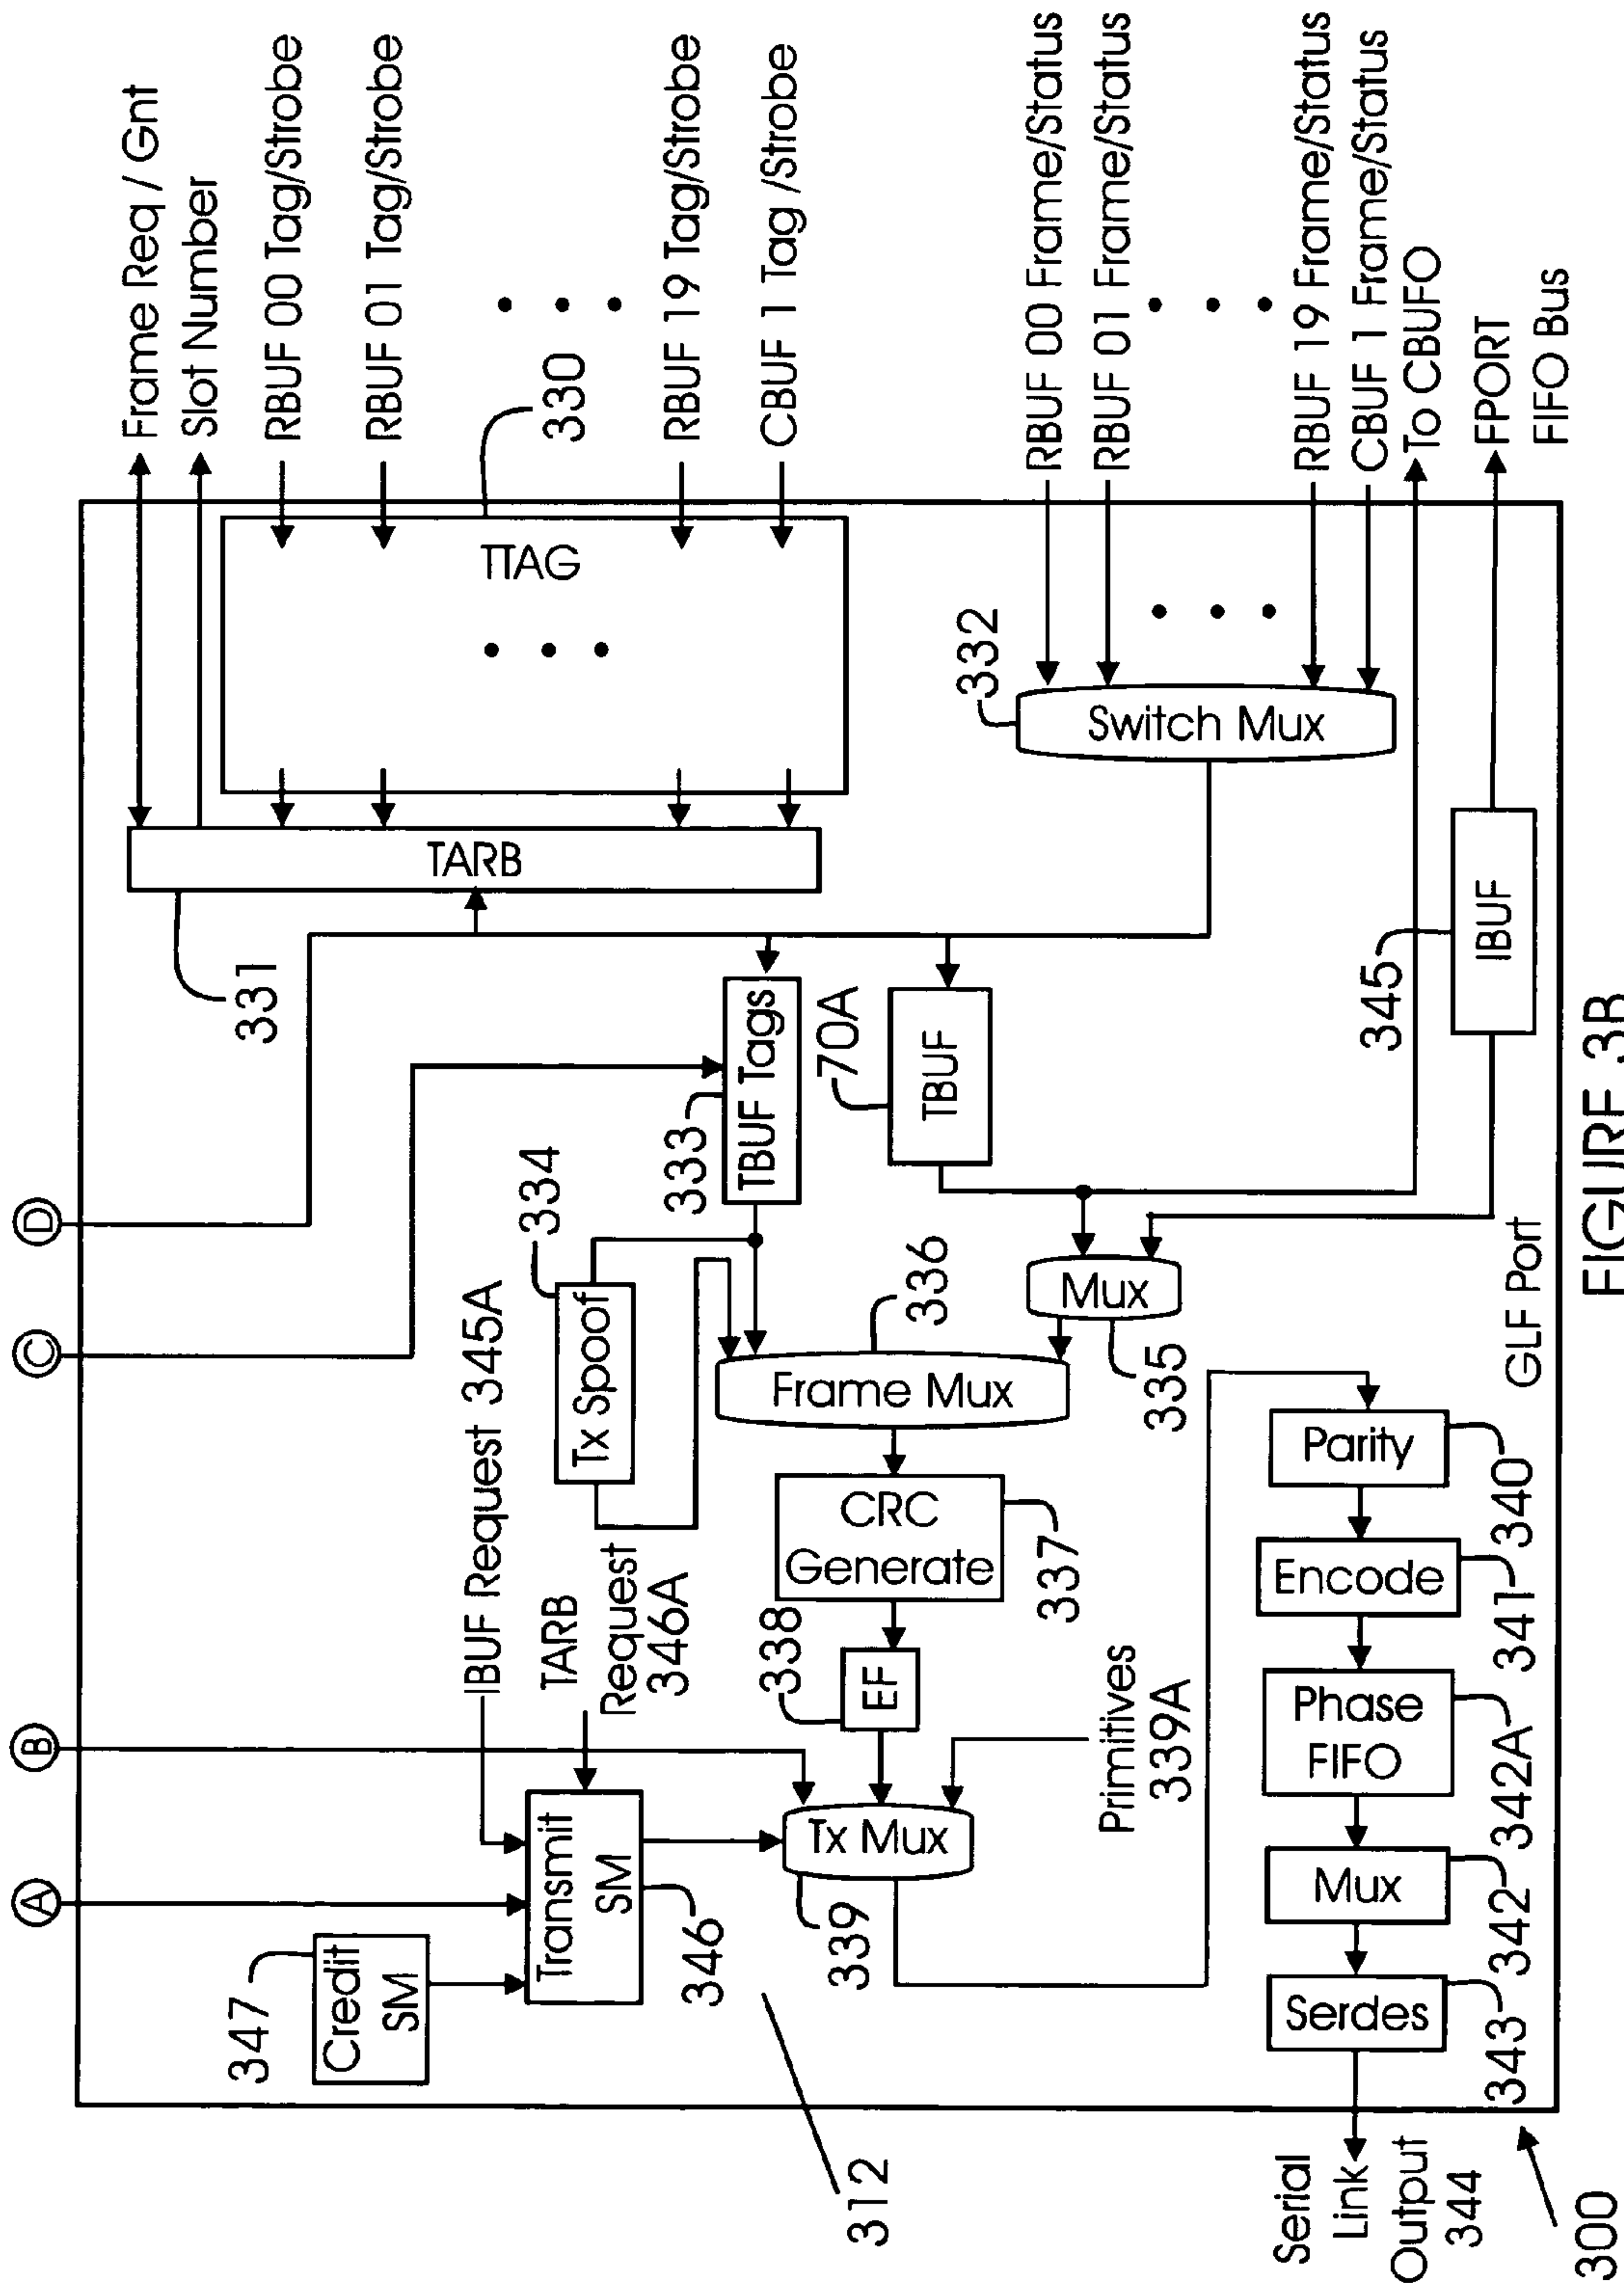 A
B
C
D
347
Credit
SM
IBUF Request 345A
TARB
Request
346A
Transmit
SM
346
334
Tx Spoof
333
TBUF Tags
331
TARB
TTAG
330
Frame Req / Gnt
Slot Number
RBUF 00 Tag/Strobe
RBUF 01 Tag/Strobe
RBUF 19 Tag/Strobe
CBUF 1 Tag /Strobe
312
339
Tx Mux
338
EF
CRC
Generate
337
Frame Mux
336
70A
TBUF
332
Switch Mux
RBUF 00 Frame/Status
RBUF 01 Frame/Status
RBUF 19 Frame/Status
CBUF 1 Frame/Status
To CBUFO
Primitives
339A
Mux
335
345
IBUF
FPORT
FIFO Bus
Serial
Link
Output
344
Serdes
343
Mux
342
Phase
FIFO
342A
Encode
341
Parity
340
GLF Port
300
FIGURE 3B